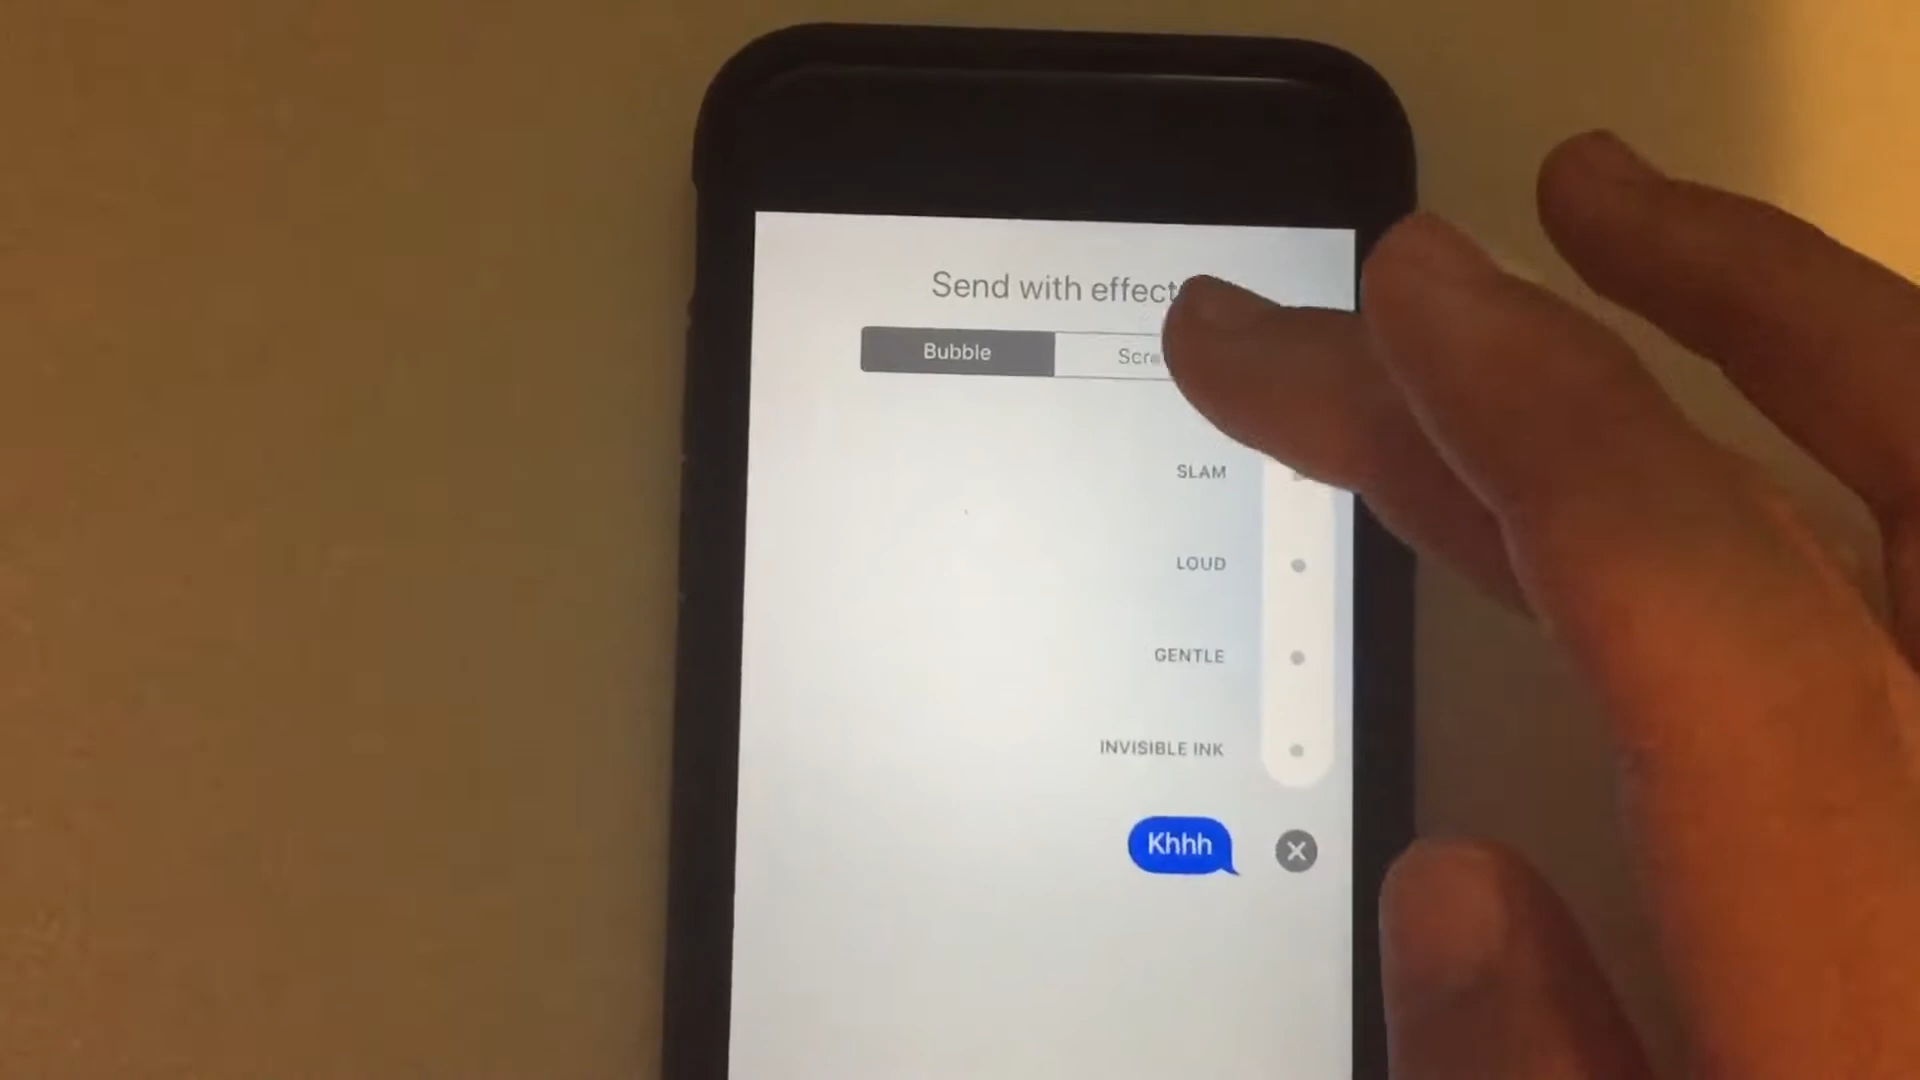 Send with effect
Bubble
SLAM
LOUD
GENTLE
INVISIBLE INK
Khhh